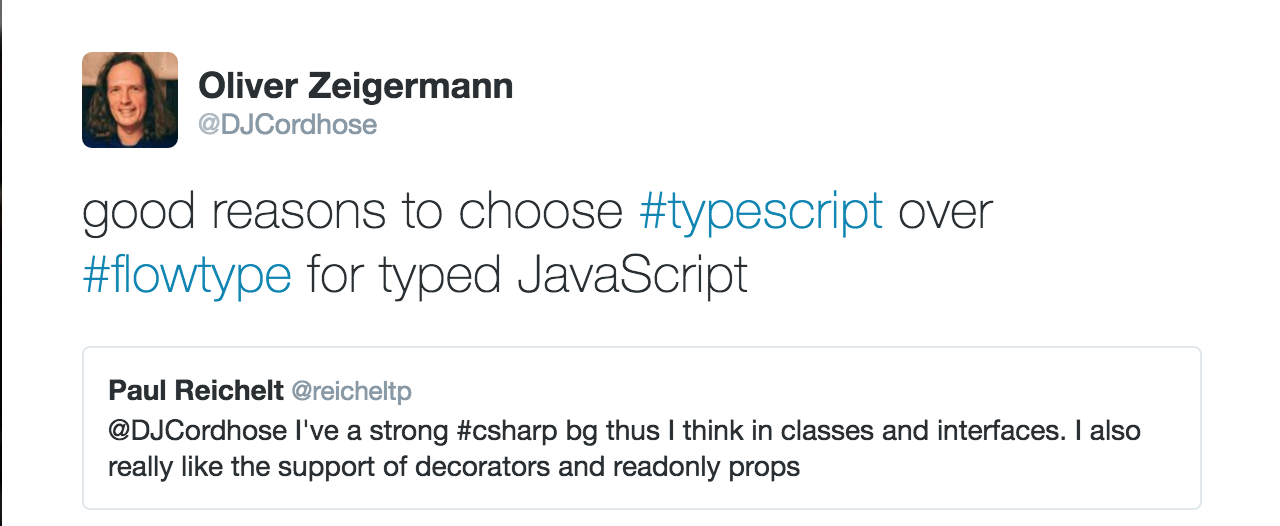 Oliver Zeigermann
@DJCordhose
good reasons to choose #typescript over
#flowtype for typed JavaScript
Paul Reichelt @reicheltp
@DJCordhose I've a strong #csharp bg thus I think in classes and interfaces. I also
really like the support of decorators and readonly props